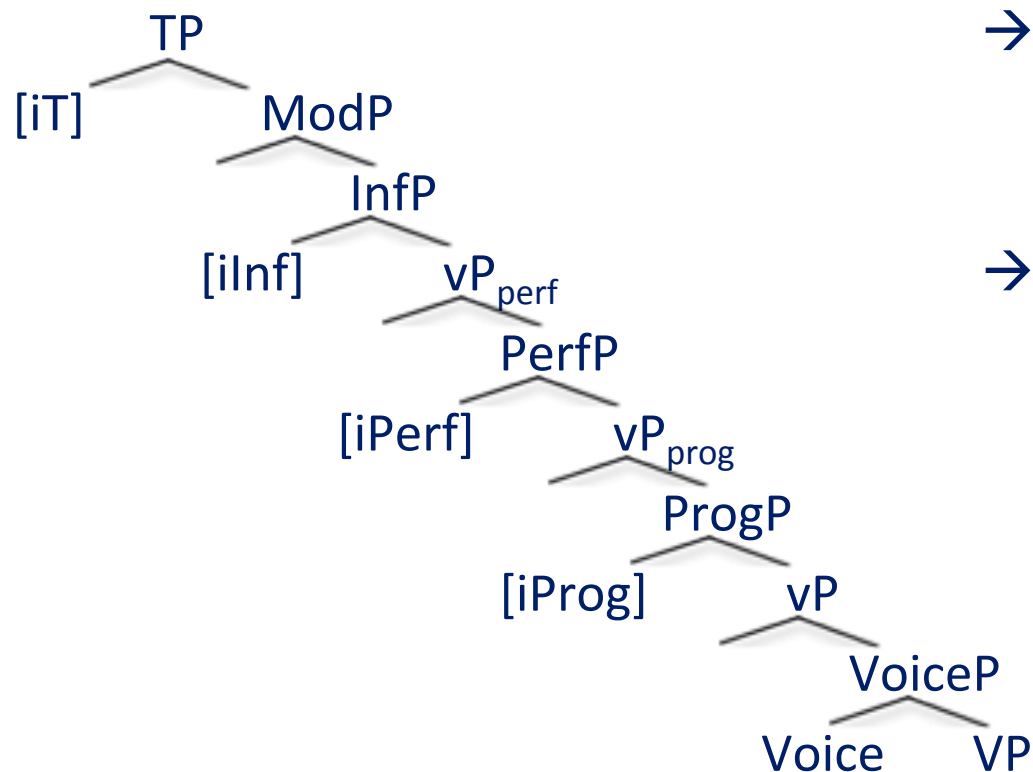 TP →
[iT] ModP
InfP
[iInf] vPperf →
PerfP
[iPerf] vPprog
ProgP
[iProg] vP
VoiceP
Voice VP